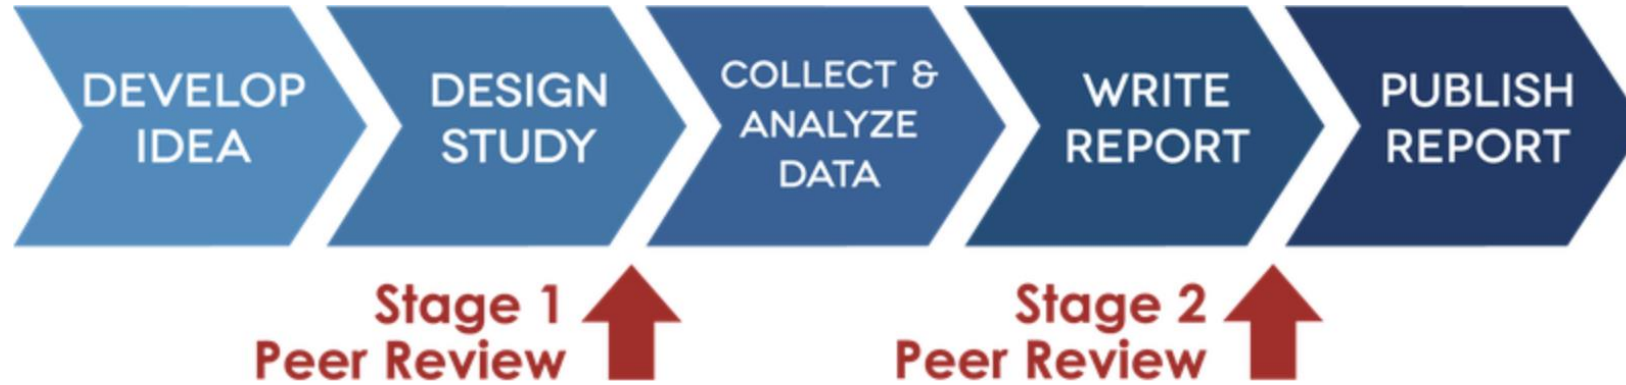 DEVELOP
IDEA
DESIGN
STUDY
COLLECT &
ANALYZE
DATA
WRITE
REPORT
PUBLISH
REPORT
Stage 1
Peer Review
Stage 2
Peer Review